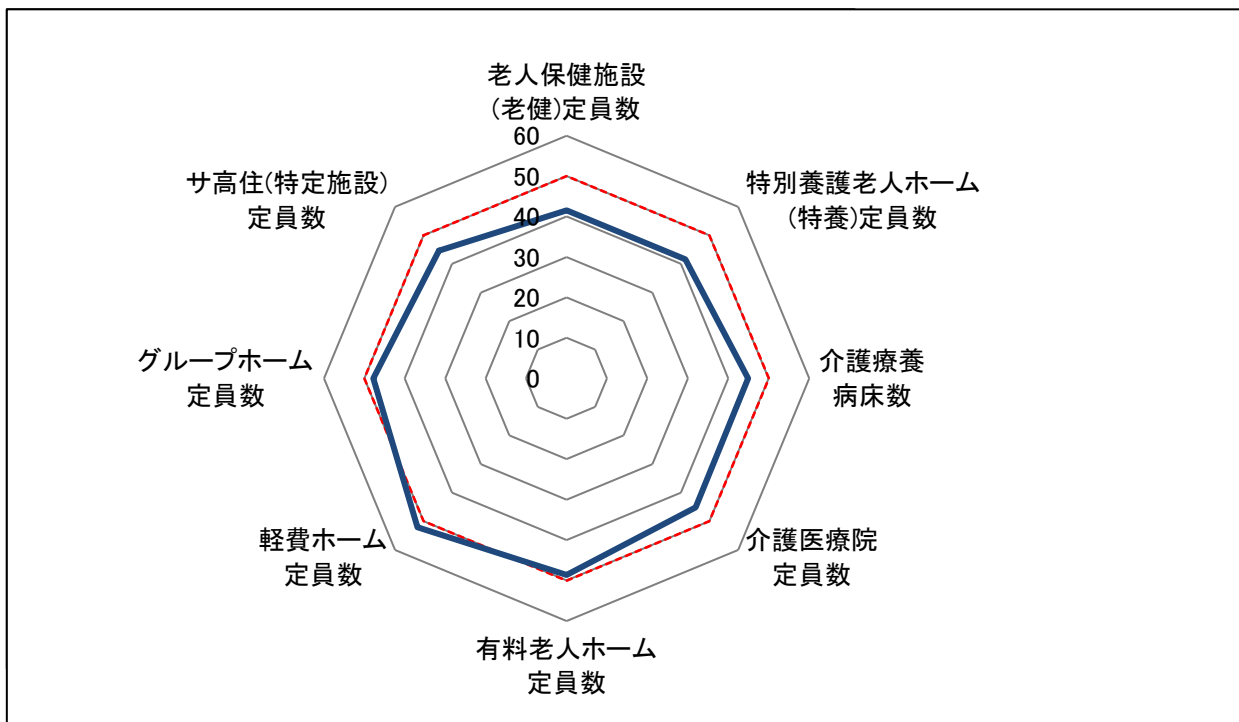 老人保健施設
(老健)定員数
特別養護老人ホーム
(特養)定員数
介護療養
病床数
介護医療院
定員数
有料老人ホーム
定員数
軽費ホーム
定員数
グループホーム
定員数
サ高住(特定施設)
定員数
60
50
40
30
20
10
0